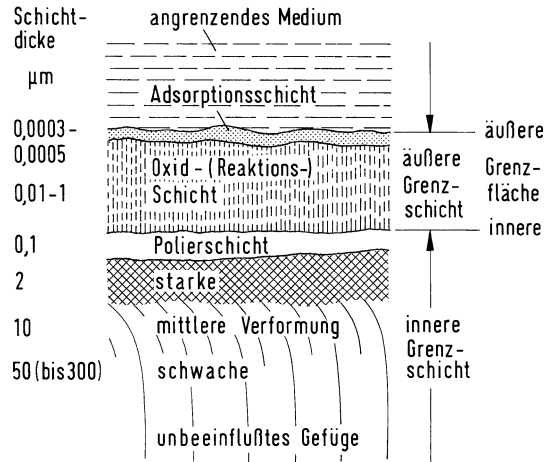 Schicht-
dicke
µm
0,0003-
0,0005
0,01-1
0,1
2
10
50 (bis 300)
angrenzendes Medium
Adsorptionsschicht
Oxid-(Reaktions-)
Schicht
Polierschicht
starke
mittlere Verformung
schwache
unbeeinflußtes Gefüge
äußere
Grenz-
schicht
innere
Grenz-
schicht
äußere
Grenz-
fläche
innere